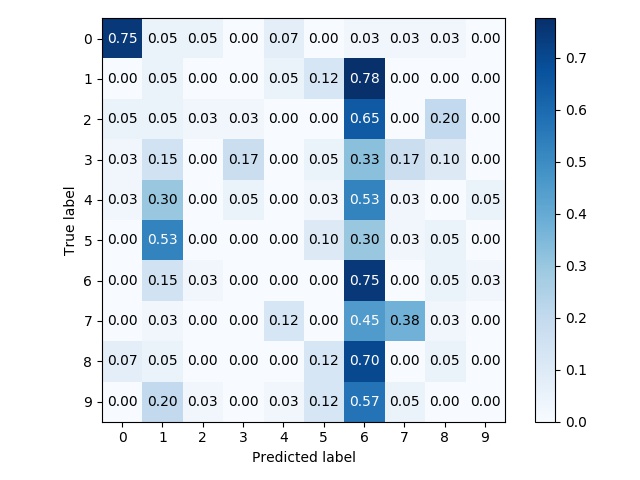 0 0.75 0.05 0.05 0.00 0.07 0.00 0.03 0.03 0.03 0.00
1 0.00 0.05 0.00 0.00 0.05 0.12 0.78 0.00 0.00 0.00
2 0.05 0.05 0.03 0.03 0.00 0.00 0.65 0.00 0.20 0.00
3 0.03 0.15 0.00 0.17 0.00 0.05 0.33 0.17 0.10 0.00
4 0.03 0.30 0.00 0.05 0.00 0.03 0.53 0.03 0.00 0.05
5 0.00 0.53 0.00 0.00 0.00 0.10 0.30 0.03 0.05 0.00
6 0.00 0.15 0.03 0.00 0.00 0.00 0.75 0.00 0.05 0.03
7 0.00 0.03 0.00 0.00 0.12 0.00 0.45 0.38 0.03 0.00
8 0.07 0.05 0.00 0.00 0.00 0.12 0.70 0.00 0.05 0.00
9 0.00 0.20 0.03 0.00 0.03 0.12 0.57 0.05 0.00 0.00
0 1 2 3 4 5 6 7 8 9
Predicted label
True label
0.7
0.6
0.5
0.4
0.3
0.2
0.1
0.0